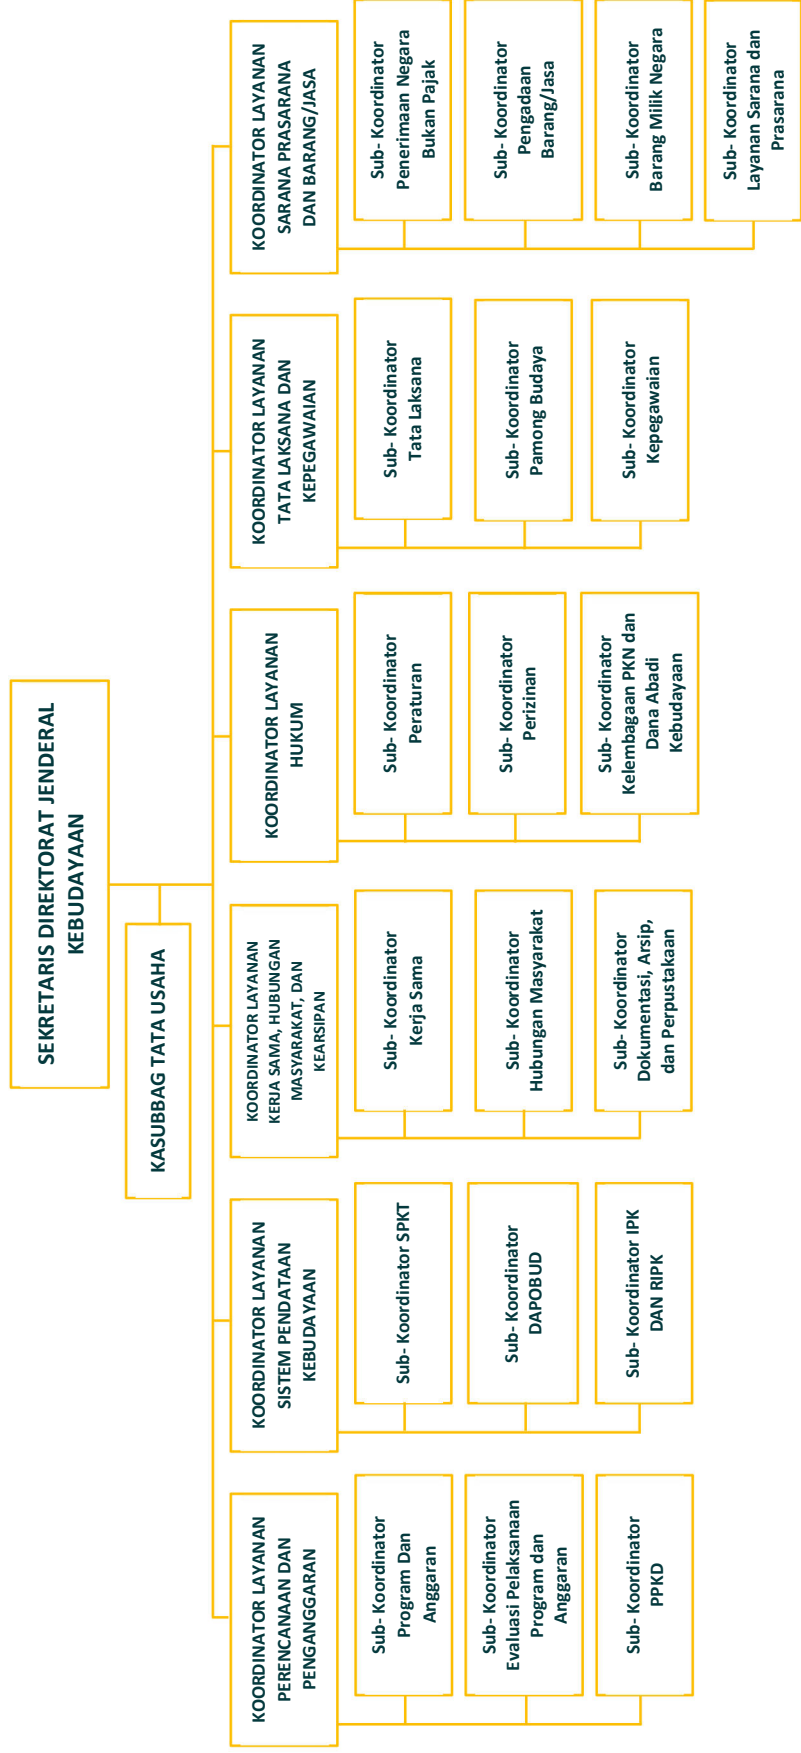 SEKRETARIS DIREKTORAT JENDERAL
KEBUDAYAAN
KASUBBAG TATA USAHA
KOORDINATOR LAYANAN
PERENCANAAN DAN
PENGANGGARAN
Sub- Koordinator
Program Dan
Anggaran
Sub- Koordinator
Evaluasi Pelaksanaan
Program dan
Anggaran
Sub- Koordinator
PPKD
KOORDINATOR LAYANAN
SISTEM PENDATAAN
KEBUDAYAAN
Sub- Koordinator SPKT
Sub- Koordinator
DAPOBUD
Sub- Koordinator IPK
DAN RIPK
KOORDINATOR LAYANAN
KERJA SAMA, HUBUNGAN
MASYARAKAT, DAN
KEARSIPAN
Sub- Koordinator
Kerja Sama
Sub- Koordinator
Hubungan Masyarakat
Sub- Koordinator
Dokumentasi, Arsip,
dan Perpustakaan
KOORDINATOR LAYANAN
HUKUM
Sub- Koordinator
Peraturan
Sub- Koordinator
Perizinan
Sub- Koordinator
Kelembagaan PKN dan
Dana Abadi
Kebudayaan
KOORDINATOR LAYANAN
TATA LAKSANA DAN
KEPEGAWAIAN
Sub- Koordinator
Tata Laksana
Sub- Koordinator
Pamong Budaya
Sub- Koordinator
Kepegawaian
KOORDINATOR LAYANAN
SARANA PRASARANA
DAN BARANG/JASA
Sub- Koordinator
Penerimaan Negara
Bukan Pajak
Sub- Koordinator
Pengadaan
Barang/Jasa
Sub- Koordinator
Barang Milik Negara
Sub- Koordinator
Layanan Sarana dan
Prasarana